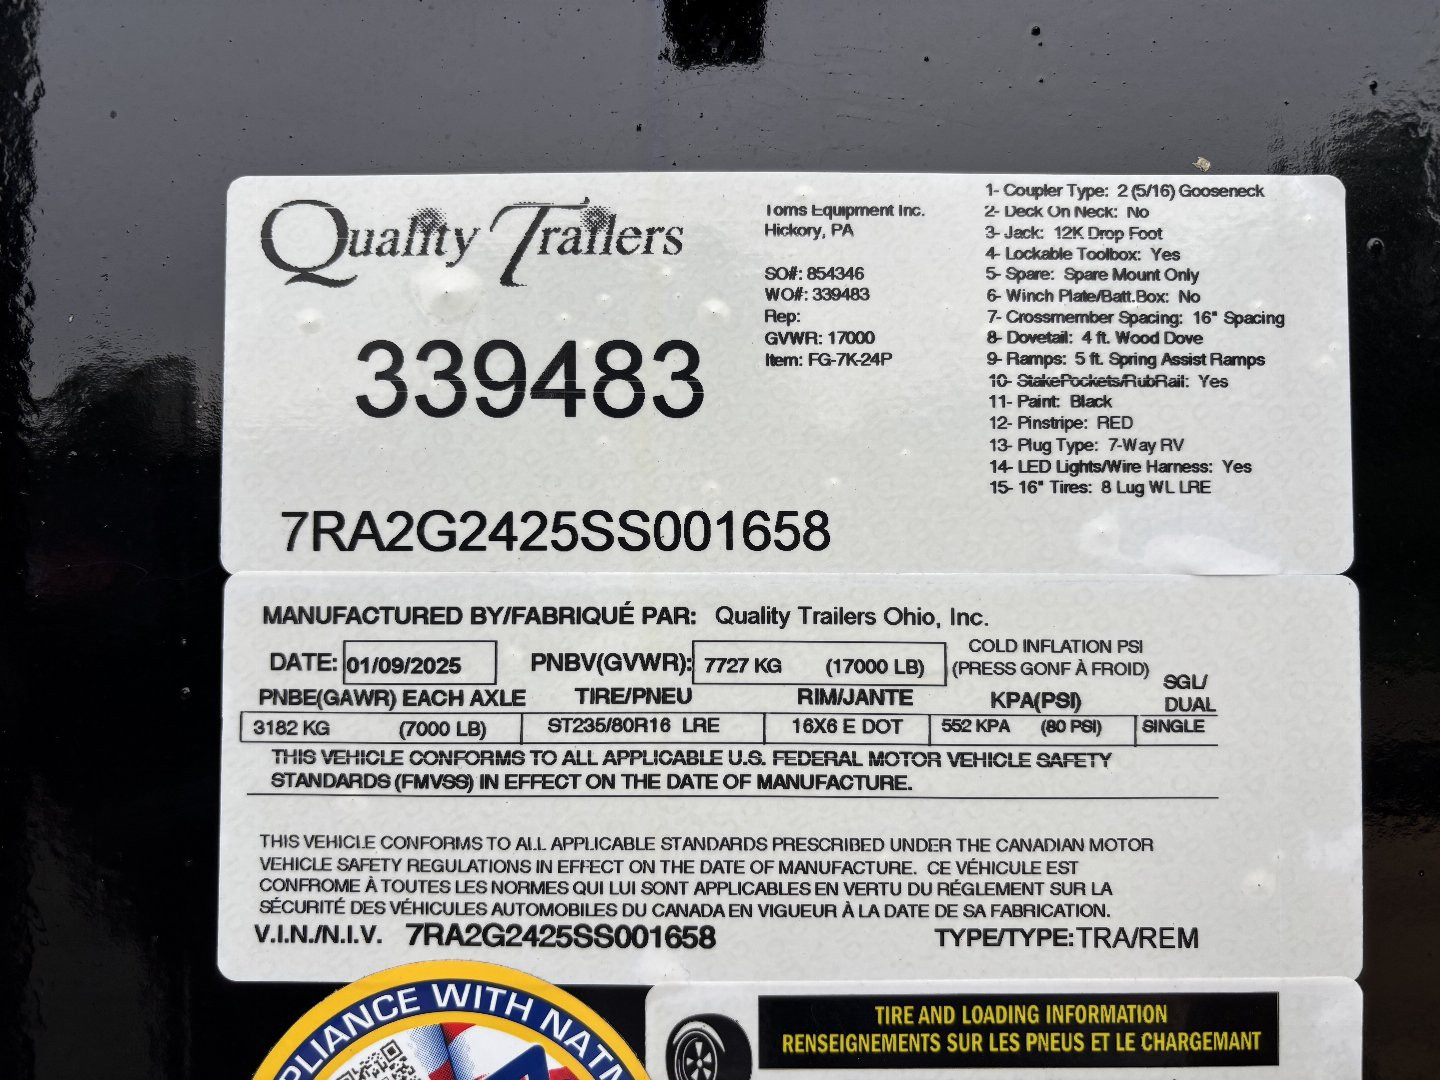 Quality Trailers
339483
7RA2G2425SS001658
Toms Equipment Inc.
Hickory, PA
SO#: 854346
WO#: 339483
Rep:
GVWR: 17000
Item: FG-7K-24P
1- Coupler Type: 2 (5/16) Gooseneck
2- Deck On Neck: No
3- Jack: 12K Drop Foot
4- Lockable Toolbox: Yes
5- Spare: Spare Mount Only
6- Winch Plate/Batt.Box: No
7- Crossmember Spacing: 16" Spacing
8- Dovetail: 4 ft. Wood Dove
9- Ramps: 5 ft. Spring Assist Ramps
10- StakePockets/RubRail: Yes
11- Paint: Black
12- Pinstripe: RED
13- Plug Type: 7-Way RV
14- LED Lights/Wire Harness: Yes
15- 16" Tires: 8 Lug WL LRE
MANUFACTURED BY/FABRIQUÉ PAR: Quality Trailers Ohio, Inc.
DATE: 01/09/2025 PNBV(GVWR): 7727 KG (17000 LB)
COLD INFLATION PSI
(PRESS GONF À FROID)
PNBE(GAWR) EACH AXLE TIRE/PNEU RIM/JANTE KPA(PSI) SGL/
DUAL
3182 KG (7000 LB) ST235/80R16 LRE 16X6 E DOT 552 KPA (80 PSI) SINGLE
THIS VEHICLE CONFORMS TO ALL APPLICABLE U.S. FEDERAL MOTOR VEHICLE SAFETY
STANDARDS (FMVSS) IN EFFECT ON THE DATE OF MANUFACTURE.
THIS VEHICLE CONFORMS TO ALL APPLICABLE STANDARDS PRESCRIBED UNDER THE CANADIAN MOTOR
VEHICLE SAFETY REGULATIONS IN EFFECT ON THE DATE OF MANUFACTURE. CE VÉHICULE EST
CONFROME À TOUTES LES NORMES QUI LUI SONT APPLICABLES EN VERTU DU RÉGLEMENT SUR LA
SÉCURITÉ DES VÉHICULES AUTOMOBILES DU CANADA EN VIGUEUR À LA DATE DE SA FABRICATION.
V.I.N./N.I.V. 7RA2G2425SS001658 TYPE/TYPE:TRA/REM
PLIANCE WITH NATM
TIRE AND LOADING INFORMATION
RENSEIGNEMENTS SUR LES PNEUS ET LE CHARGEMANT